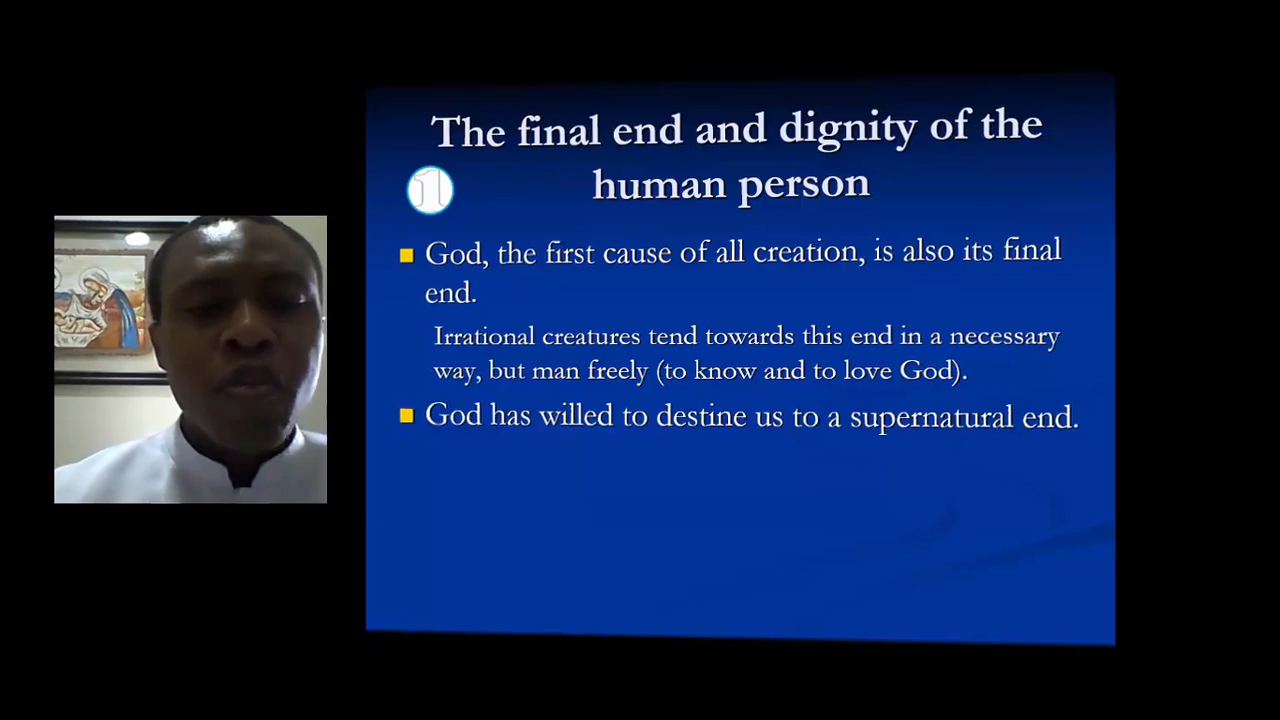 The final end and dignity of the
human person
1
God, the first cause of all creation, is also its final
end.
Irrational creatures tend towards this end in a necessary
way, but man freely (to know and to love God).
God has willed to destine us to a supernatural end.